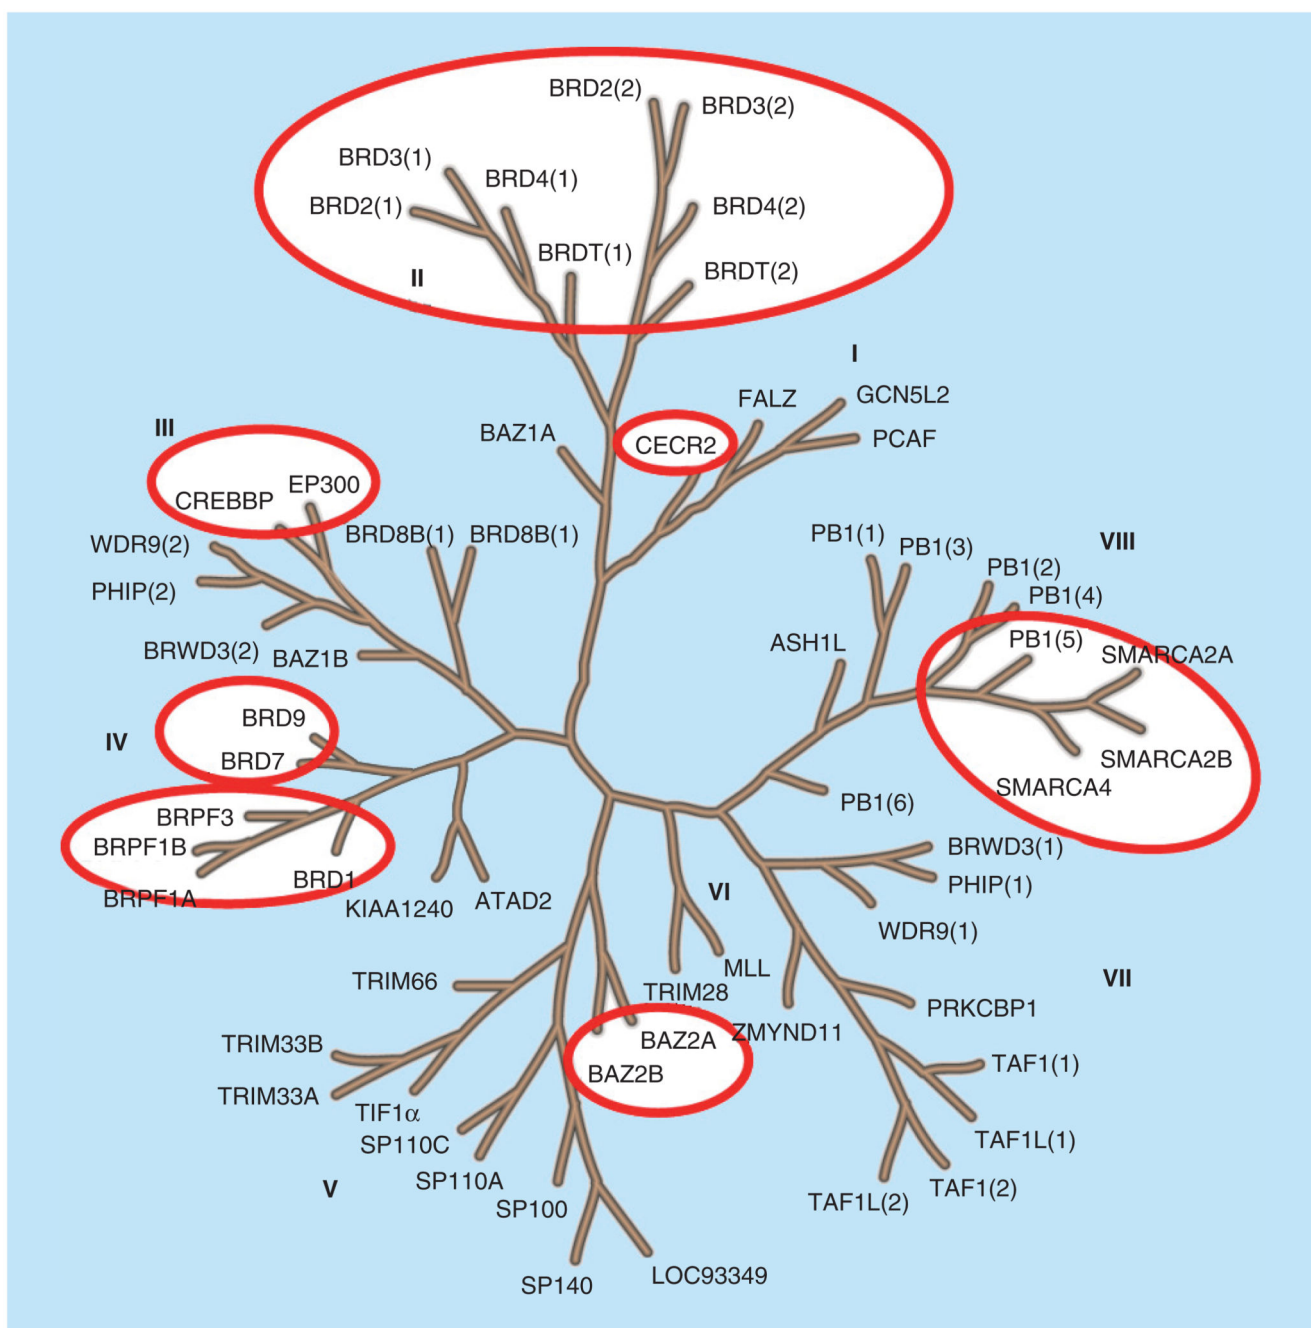 BRD2(2)
BRD3(2)
BRD3(1)
BRD4(1)
BRD2(1)
BRD4(2)
BRDT(1)
BRDT(2)
II
I
FALZ
GCN5L2
III
BAZ1A
CECR2
PCAF
EP300
CREBBP
BRD8B(1)
BRD8B(1)
WDR9(2)
PB1(1)
PB1(3)
VIII
PB1(2)
PHIP(2)
PB1(4)
ASH1L
PB1(5)
BRWD3(2)
BAZ1B
SMARCA2A
BRD9
IV
BRD7
SMARCA2B
SMARCA4
PB1(6)
BRPF3
BRPF1B
BRWD3(1)
BRD1
PHIP(1)
BRPF1A
KIAA1240
ATAD2
VI
WDR9(1)
MLL
VII
TRIM66
TRIM28
PRKCBP1
ZMYND11
TRIM33B
BAZ2A
TAF1(1)
BAZ2B
TRIM33A
TIF1α
SP110C
TAF1L(1)
SP110A
V
TAF1(2)
TAF1L(2)
SP100
LOC93349
SP140